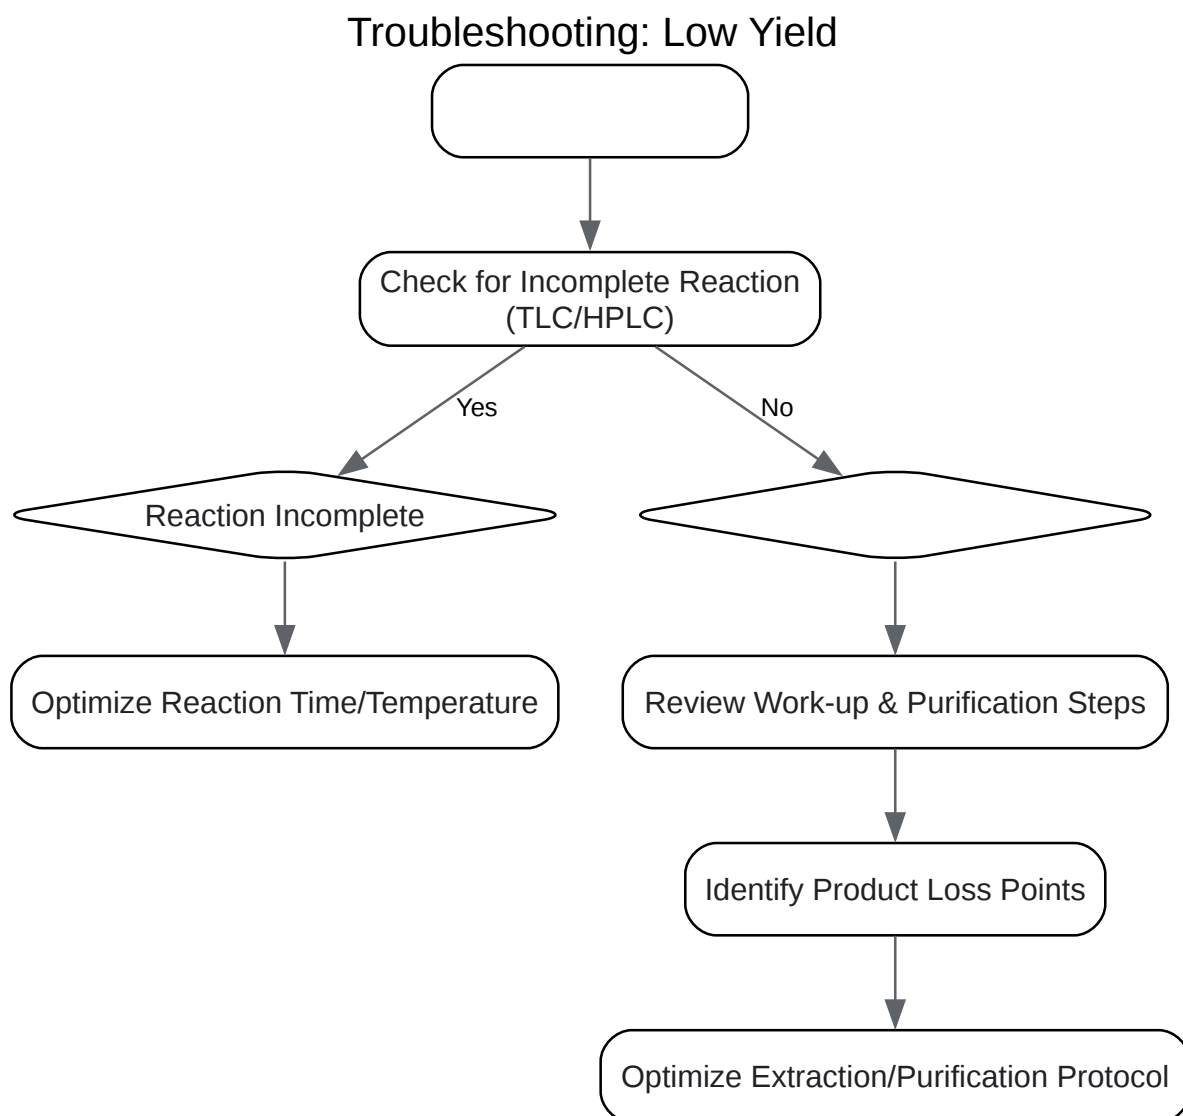 Troubleshooting: Low Yield
Check for Incomplete Reaction
(TLC/HPLC)
Yes
No
Reaction Incomplete
Optimize Reaction Time/Temperature
Review Work-up & Purification Steps
Identify Product Loss Points
Optimize Extraction/Purification Protocol